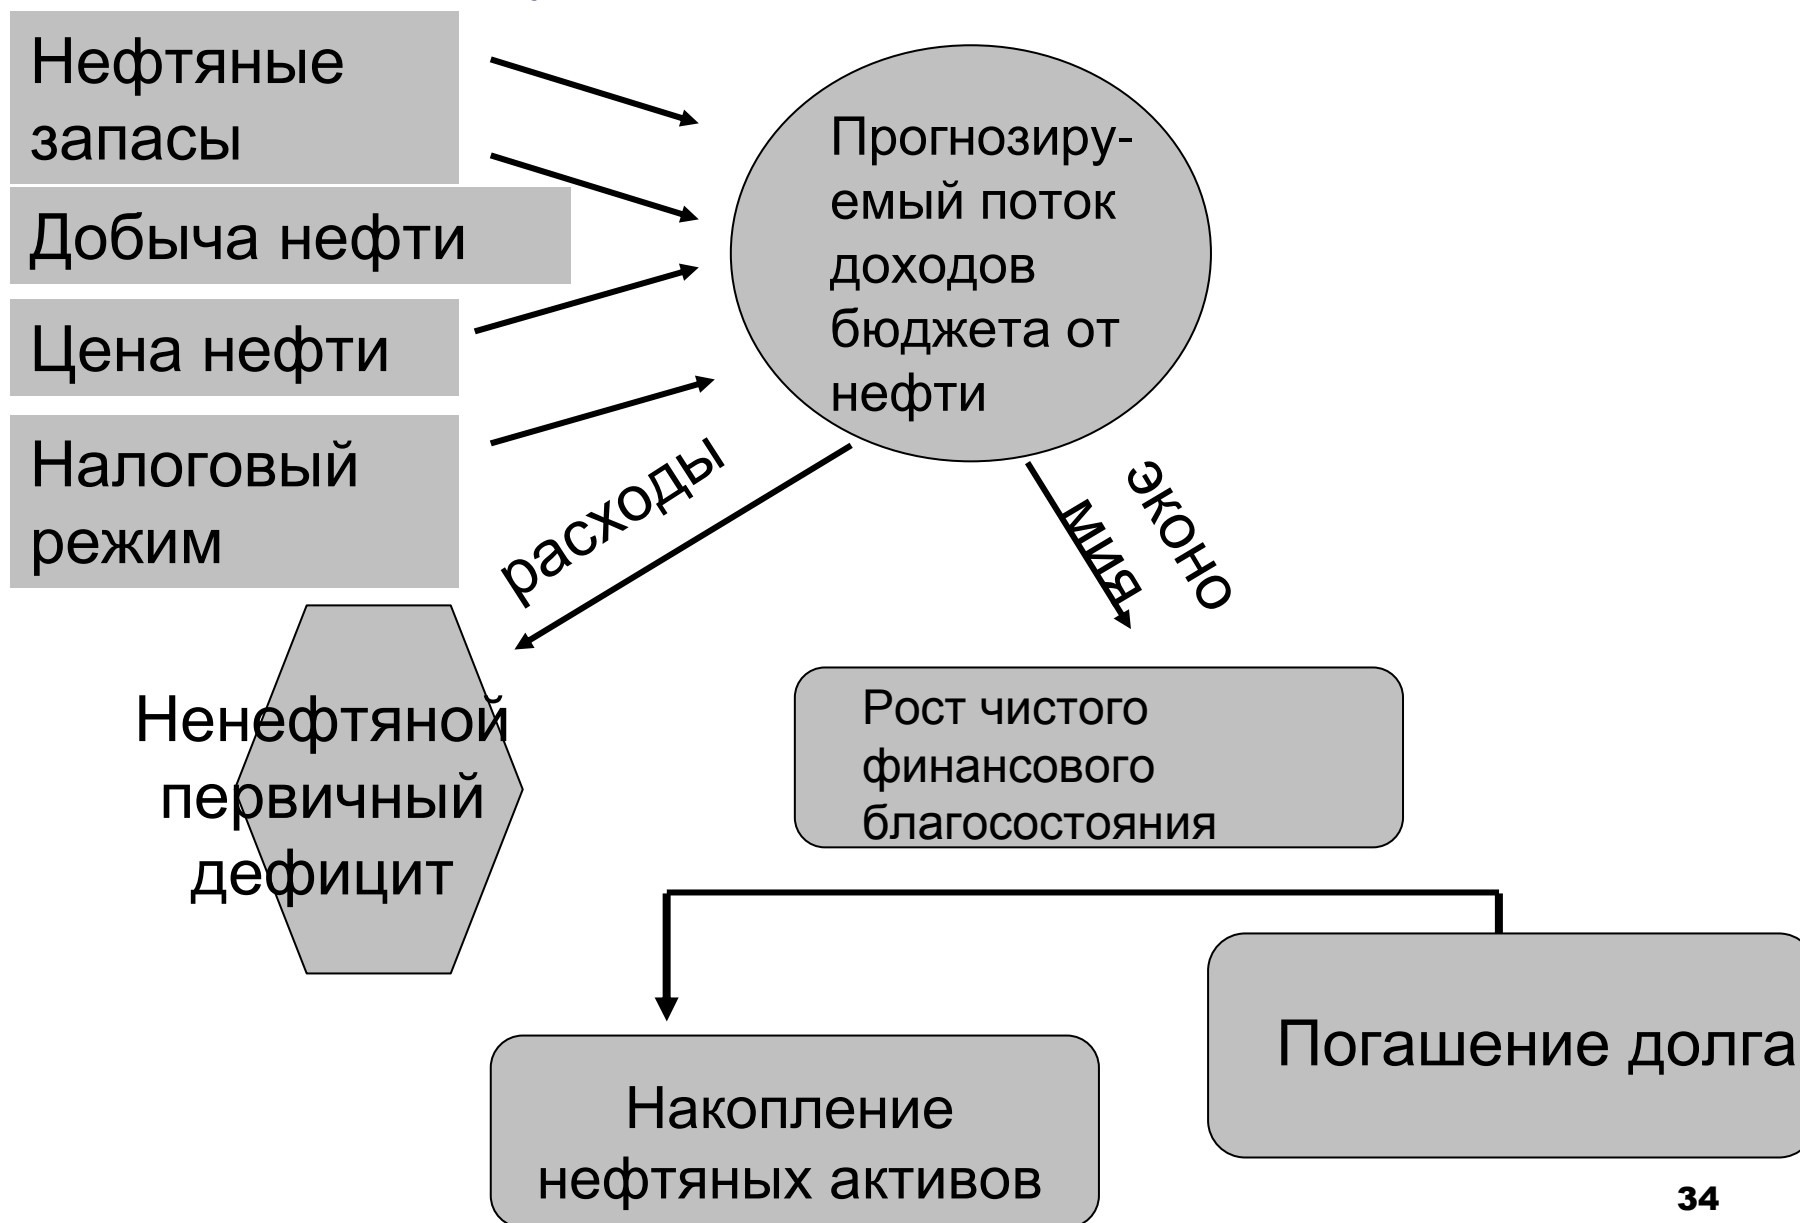 Нефтяные
запасы
Добыча нефти
Цена нефти
Налоговый
режим
Прогнозиру-
емый поток
доходов
бюджета от
нефти
расходы
эконо
мия
Ненефтяной
первичный
дефицит
Рост чистого
финансового
благосостояния
Погашение долга
Накопление
нефтяных активов
34